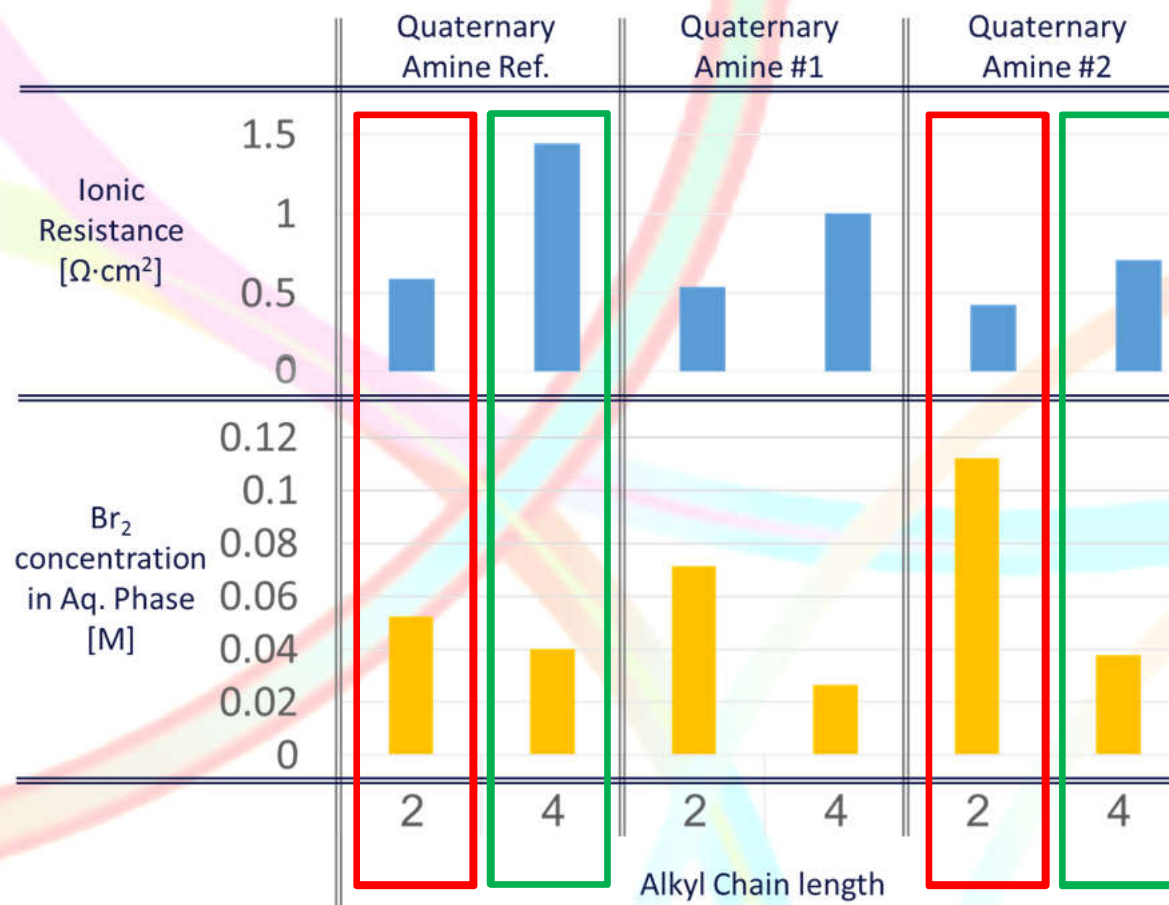 Quaternary
Amine Ref.
Quaternary
Amine #1
Quaternary
Amine #2
Ionic
Resistance
[Ω·cm²]
1.5
1
0.5
0
Br₂
concentration
in Aq. Phase
[M]
0.12
0.1
0.08
0.06
0.04
0.02
0
2 4 2 4 2 4
Alkyl Chain length